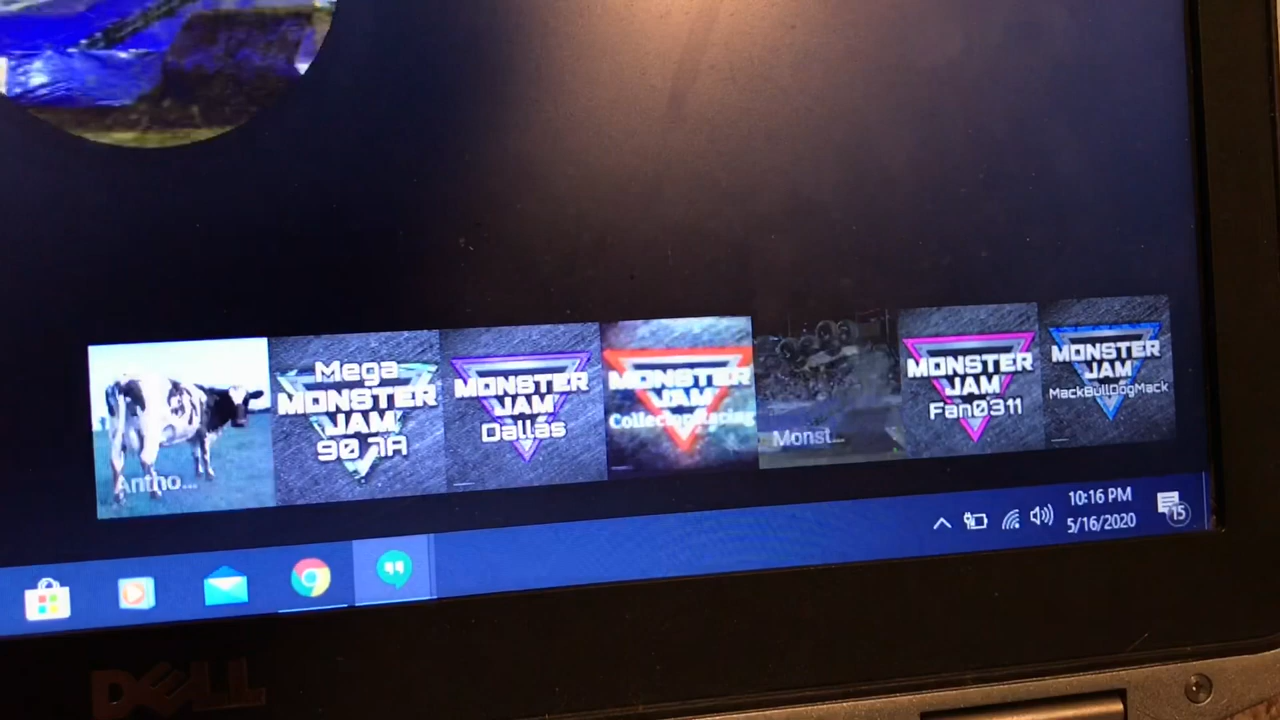 Antho...
Mega
MONSTER
JAM
MONSTER
JAM
Dallas
MONSTER
JAM
CollectorRacing
Monst...
MONSTER
JAM
Fan0311
MONSTER
JAM
MackBullDogMack
10:16 PM
5/16/2020
15
DELL